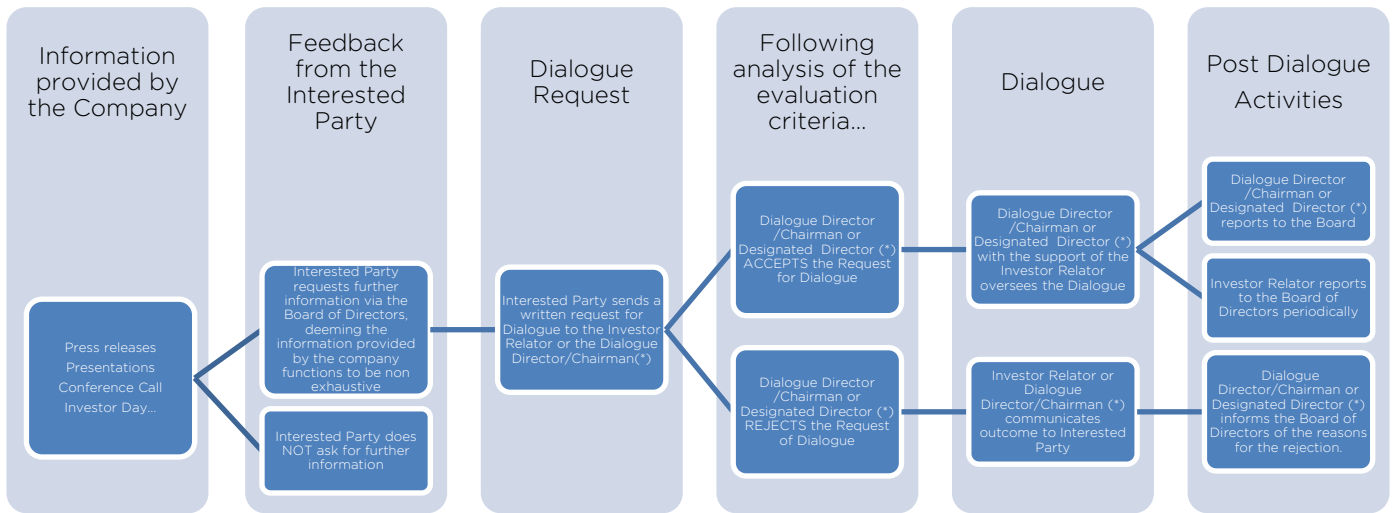 Information
provided by
the Company
Press releases
Presentations
Conference Call
Investor Day...
Feedback
from the
Interested
Party
Interested Party
requests further
information via the
Board of Directors,
deeming the
information provided
by the company
functions to be non
exhaustive
Interested Party does
NOT ask for further
information
Dialogue
Request
Interested Party sends a
written request for
Dialogue to the Investor
Relator or the Dialogue
Director/Chairman(*)
Following
analysis of the
evaluation
criteria...
Dialogue Director
/Chairman or
Designated  Director (*)
ACCEPTS the Request
for Dialogue
Dialogue Director
/Chairman or
Designated Director (*)
REJECTS the Request
of Dialogue
Dialogue
Dialogue Director
/Chairman or
Designated  Director (*)
with the support of the
Investor Relator
oversees the Dialogue
Investor Relator or
Dialogue
Director/Chairman (*)
communicates
outcome to Interested
Party
Post Dialogue
Activities
Dialogue Director
/Chairman or
Designated  Director (*)
reports to the Board
Investor Relator reports
to the Board of
Directors periodically
Dialogue
Director/Chairman or
Designated Director (*)
informs the Board of
Directors of the reasons
for the rejection.